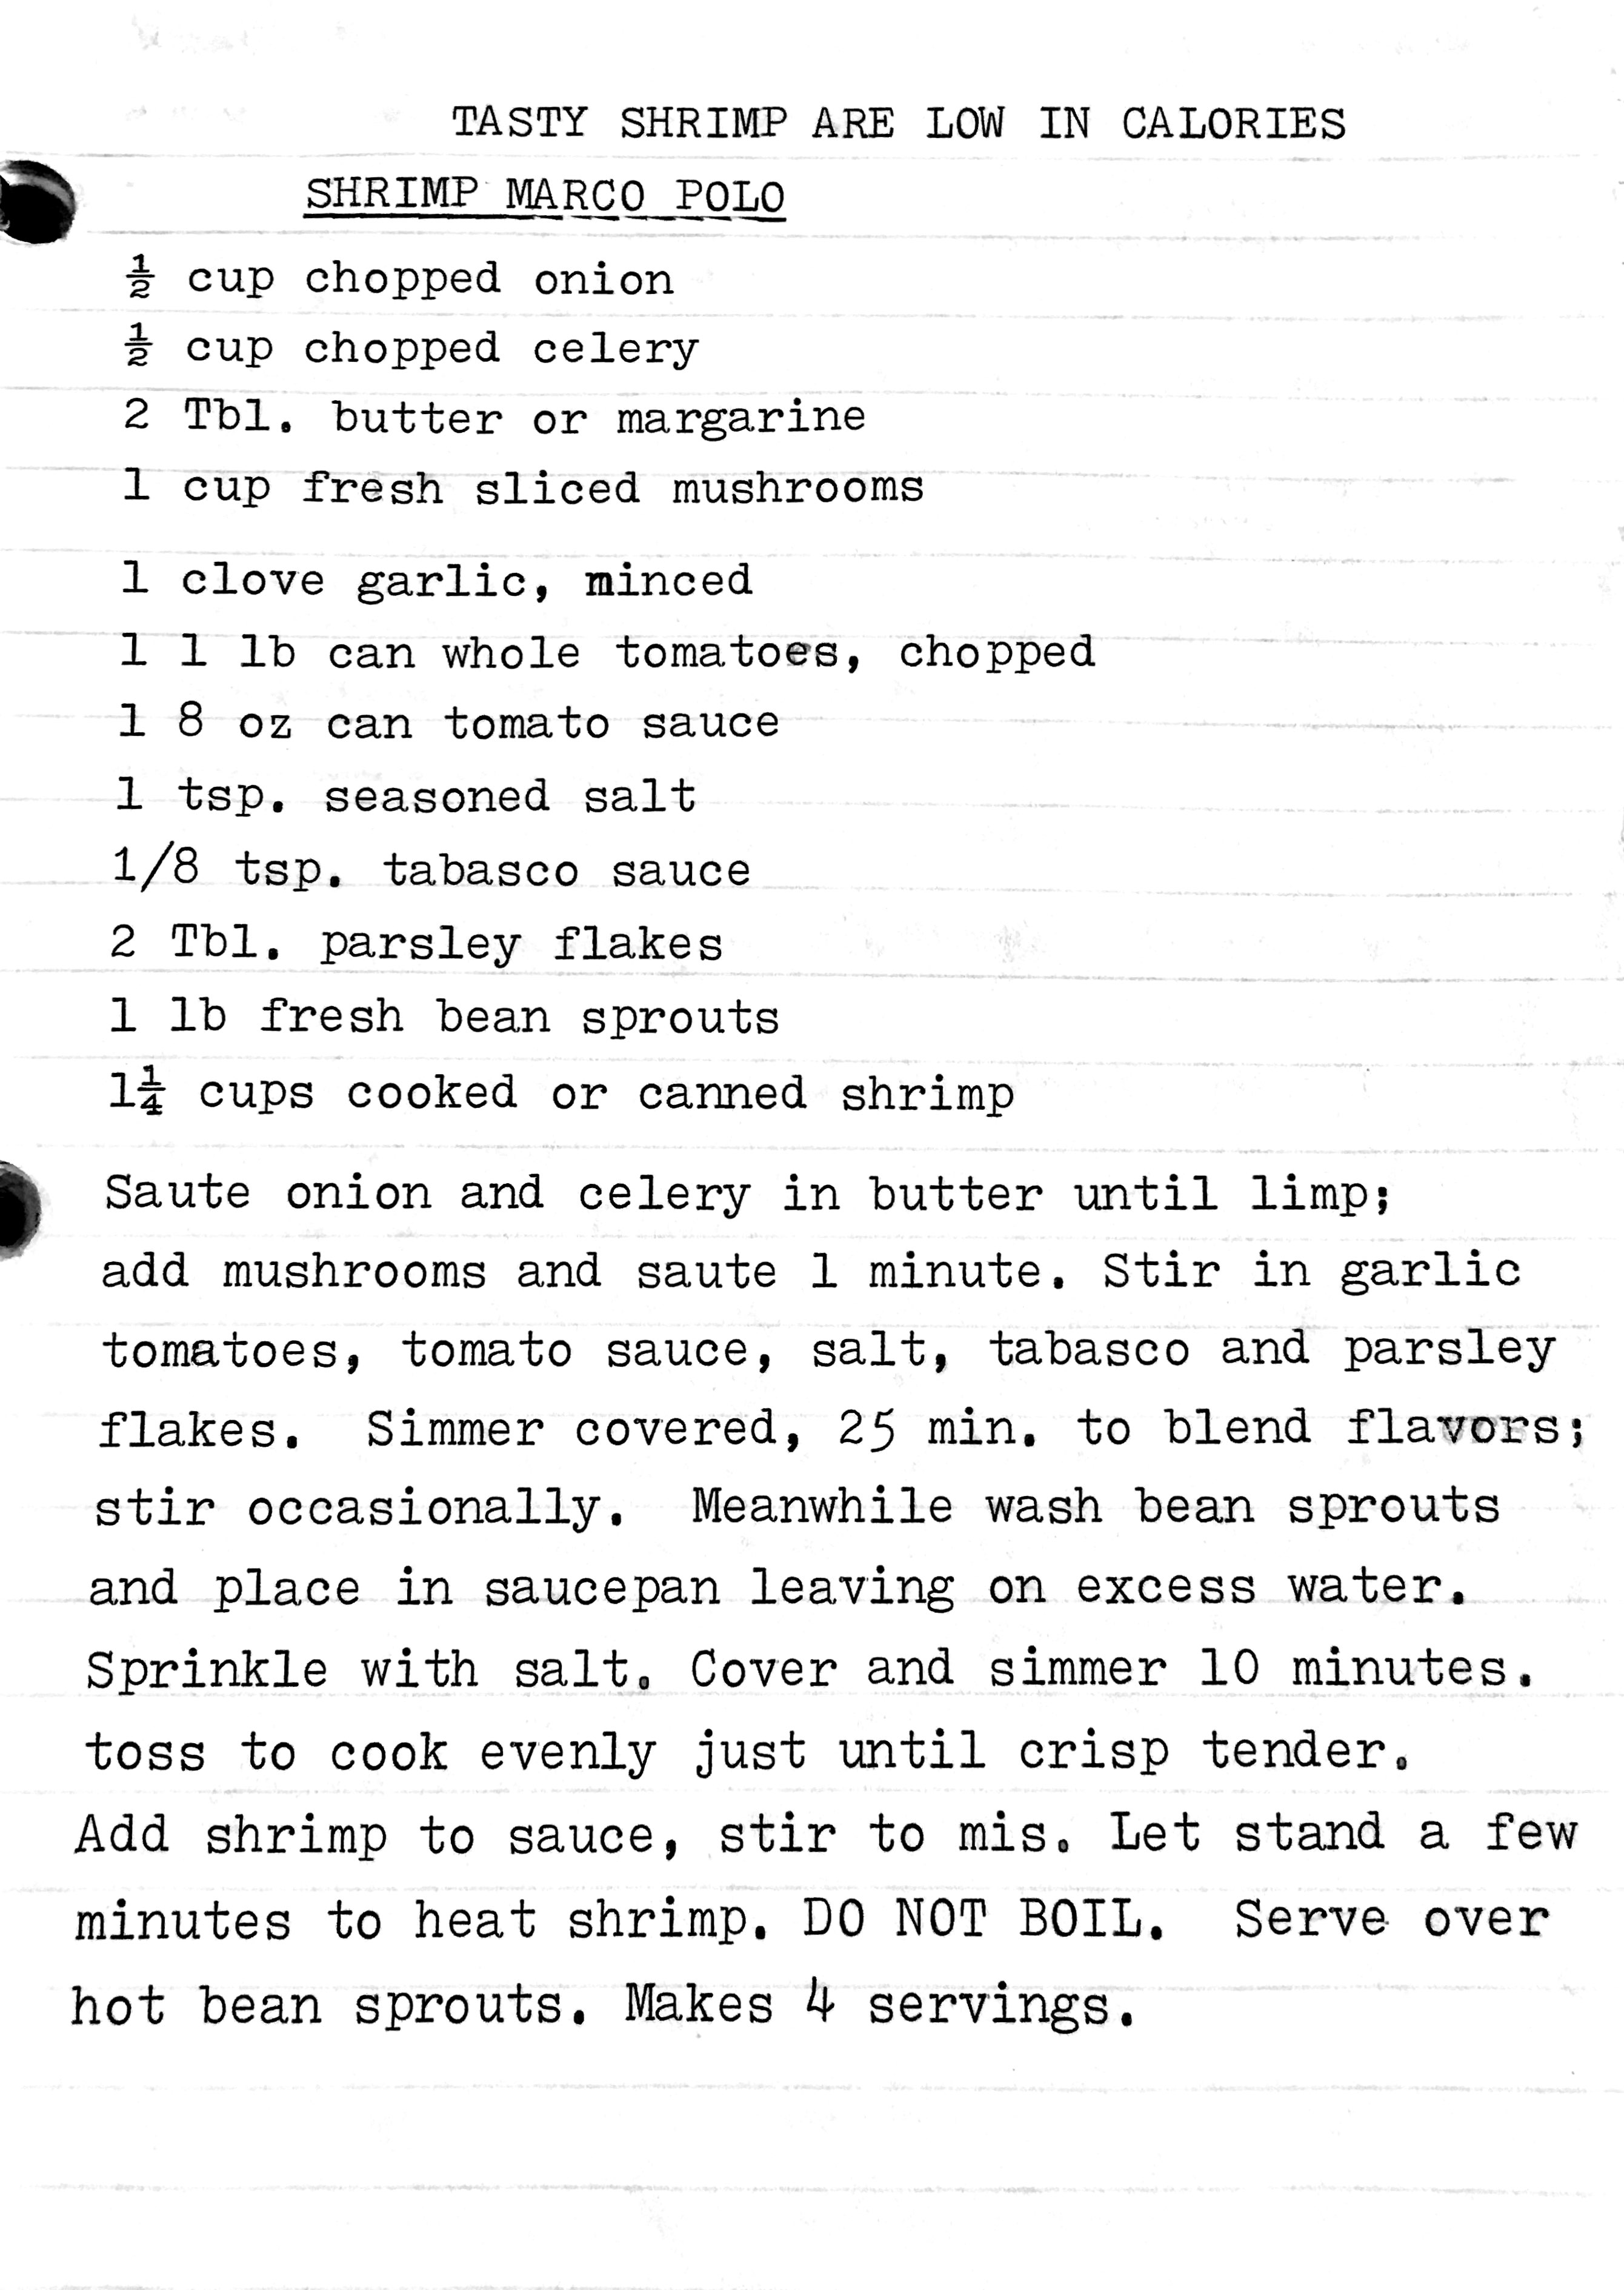 TASTY SHRIMP ARE LOW IN CALORIES
SHRIMP MARCO POLO
½ cup chopped onion
½ cup chopped celery
2 Tbl. butter or margarine
1 cup fresh sliced mushrooms
1 clove garlic, minced
1 1 lb can whole tomatoes, chopped
1 8 oz can tomato sauce
1 tsp. seasoned salt
1/8 tsp. tabasco sauce
2 Tbl. parsley flakes
1 lb fresh bean sprouts
1¼ cups cooked or canned shrimp
Saute onion and celery in butter until limp;
add mushrooms and saute 1 minute. Stir in garlic
tomatoes, tomato sauce, salt, tabasco and parsley
flakes.  Simmer covered, 25 min. to blend flavors;
stir occasionally.  Meanwhile wash bean sprouts
and place in saucepan leaving on excess water.
Sprinkle with salt. Cover and simmer 10 minutes.
toss to cook evenly just until crisp tender.
Add shrimp to sauce, stir to mis. Let stand a few
minutes to heat shrimp. DO NOT BOIL.  Serve over
hot bean sprouts. Makes 4 servings.